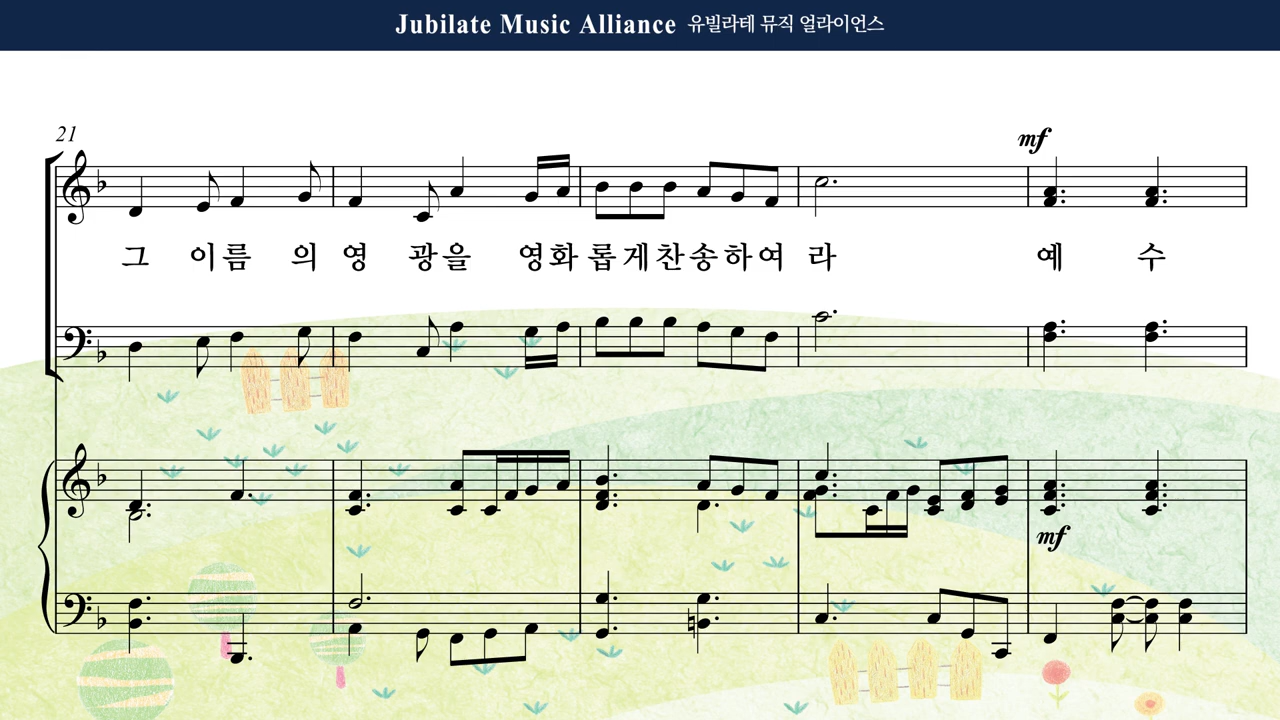 Jubilate Music Alliance 유빌라테 뮤직 얼라이언스
21
mf
그 이름 의 영 광을 영화 롭게찬송하여 라 예 수
mf